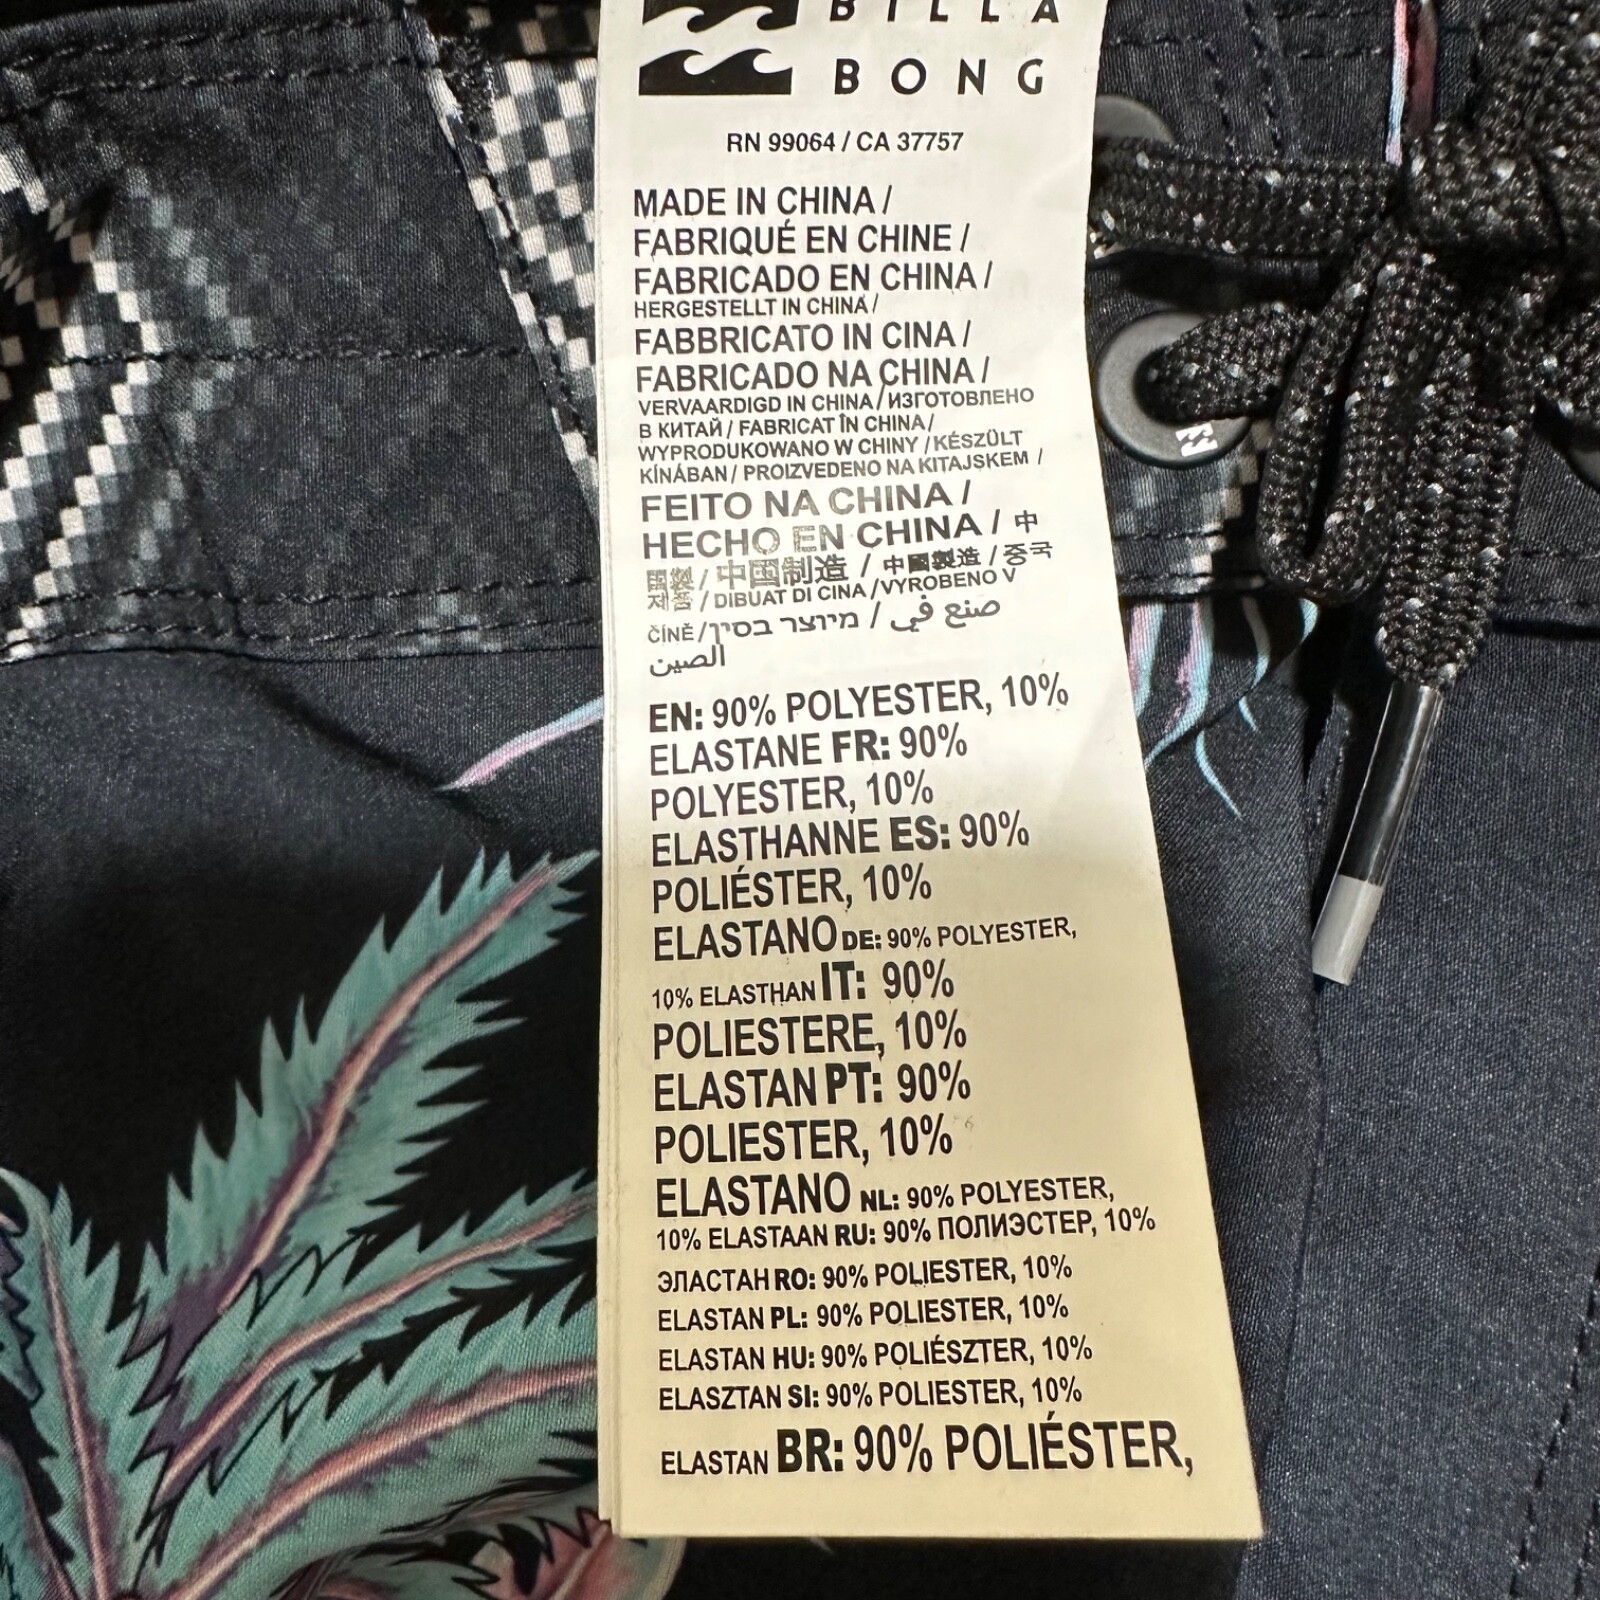 BILLA
BONG
RN 99064 / CA 37757
MADE IN CHINA /
FABRIQUÉ EN CHINE /
FABRICADO EN CHINA /
HERGESTELLT IN CHINA /
FABBRICATO IN CINA /
FABRICADO NA CHINA /
VERVAARDIGD IN CHINA / ИЗГОТОВЛЕНО
В КИТАЙ / FABRICAT ÎN CHINA /
WYPRODUKOWANO W CHINY / KÉSZÜLT
KÍNÁBAN / PROIZVEDENO NA KITAJSKEM /
FEITO NA CHINA /
HECHO EN CHINA / 中
国製 / 中国制造 / 中國製造 / 중국
제품 / DIBUAT DI CINA / VYROBENO V
ČÍNĚ / מיוצר בסין / صنع في
الصين
EN: 90% POLYESTER, 10%
ELASTANE FR: 90%
POLYESTER, 10%
ELASTHANNE ES: 90%
POLIÉSTER, 10%
ELASTANO DE: 90% POLYESTER,
10% ELASTHAN IT: 90%
POLIESTERE, 10%
ELASTAN PT: 90%
POLIESTER, 10%
ELASTANO NL: 90% POLYESTER,
10% ELASTAAN RU: 90% ПОЛИЭСТЕР, 10%
ЭЛАСТАН RO: 90% POLIESTER, 10%
ELASTAN PL: 90% POLIESTER, 10%
ELASTAN HU: 90% POLIÉSZTER, 10%
ELASZTAN SI: 90% POLIESTER, 10%
ELASTAN BR: 90% POLIÉSTER,